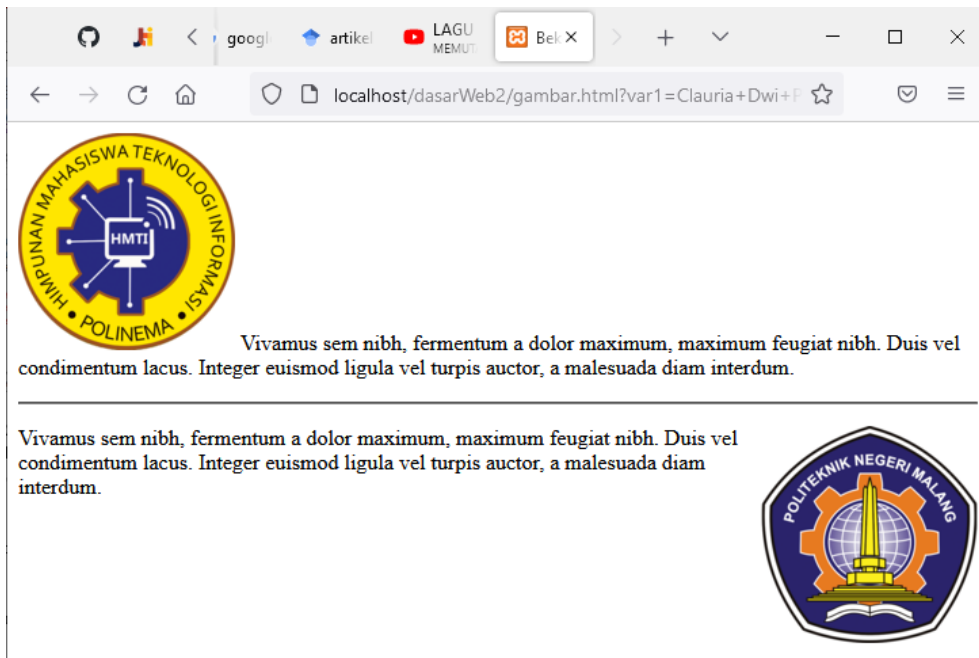 googl
artikel
LAGU
MEMUT
Bek
localhost/dasarWeb2/gambar.html?var1=Clauria+Dwi+P
HIMPUNAN MAHASISWA TEKNOLOGI INFORMASI
HMTI
• POLINEMA •
Vivamus sem nibh, fermentum a dolor maximum, maximum feugiat nibh. Duis vel
condimentum lacus. Integer euismod ligula vel turpis auctor, a malesuada diam interdum.
Vivamus sem nibh, fermentum a dolor maximum, maximum feugiat nibh. Duis vel
condimentum lacus. Integer euismod ligula vel turpis auctor, a malesuada diam
interdum.
POLITEKNIK NEGERI MALANG